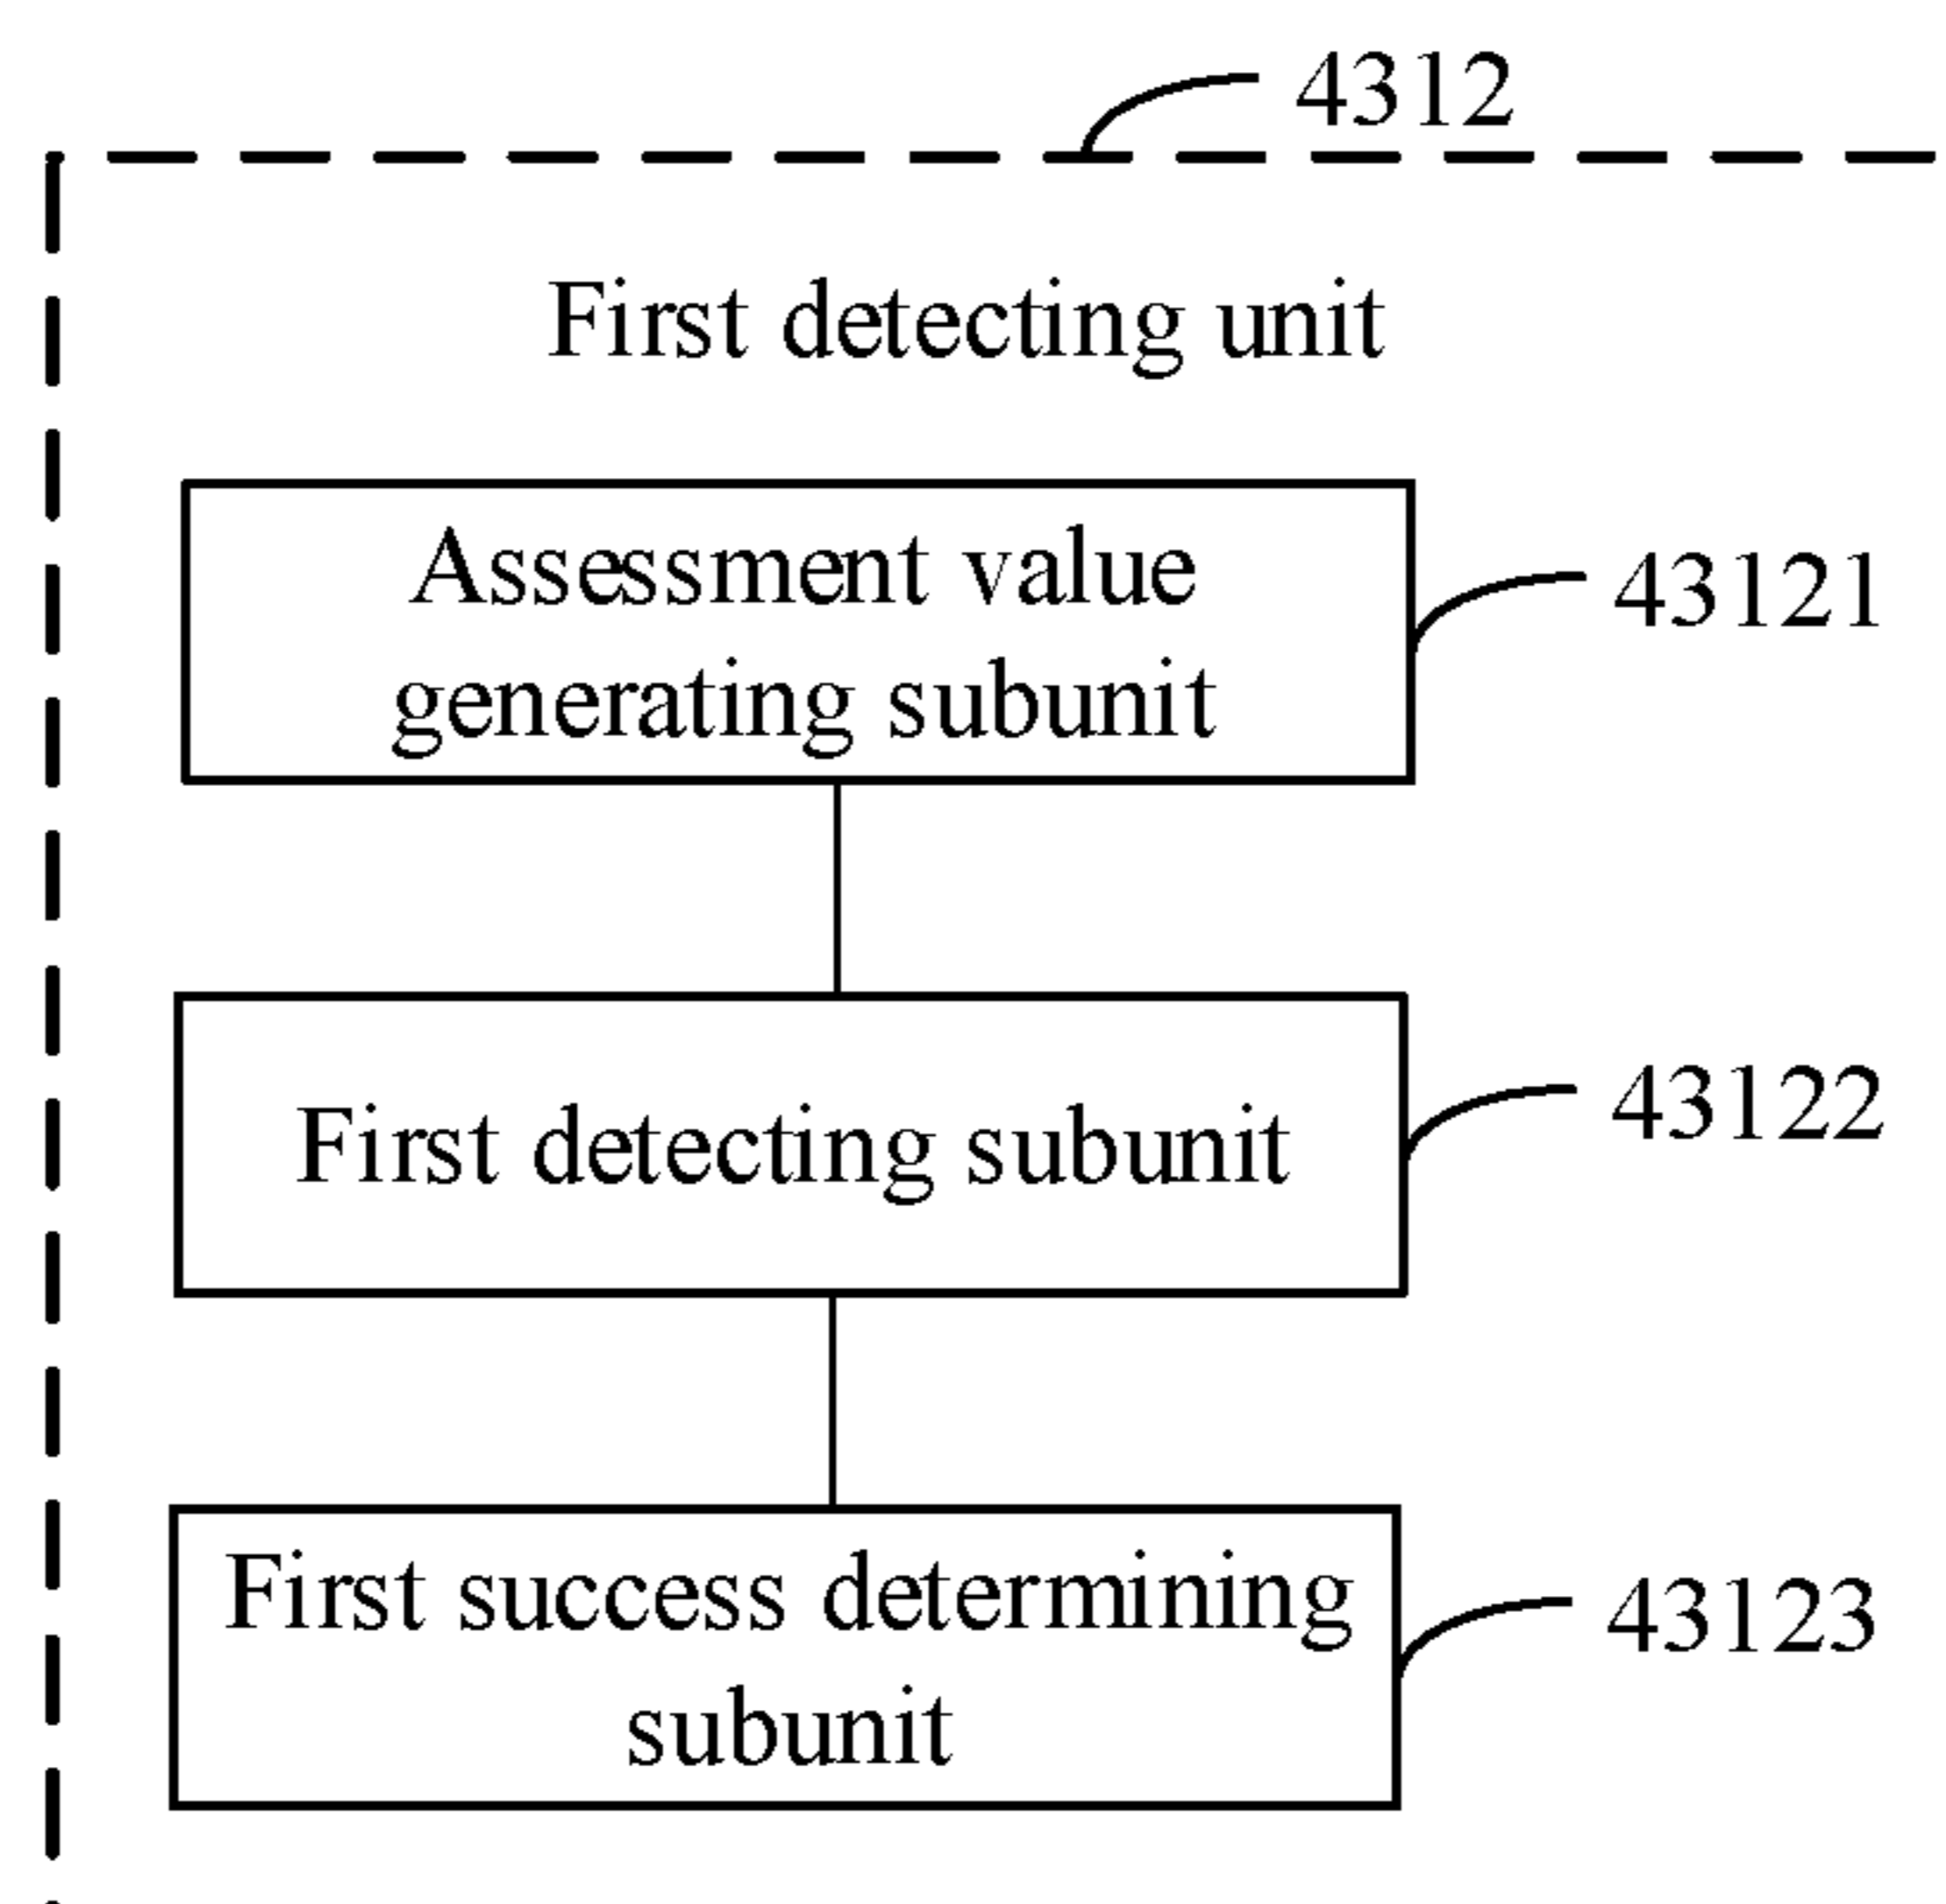 4312
First detecting unit
Assessment value
generating subunit
43121
First detecting subunit
43122
First success determining
subunit
43123